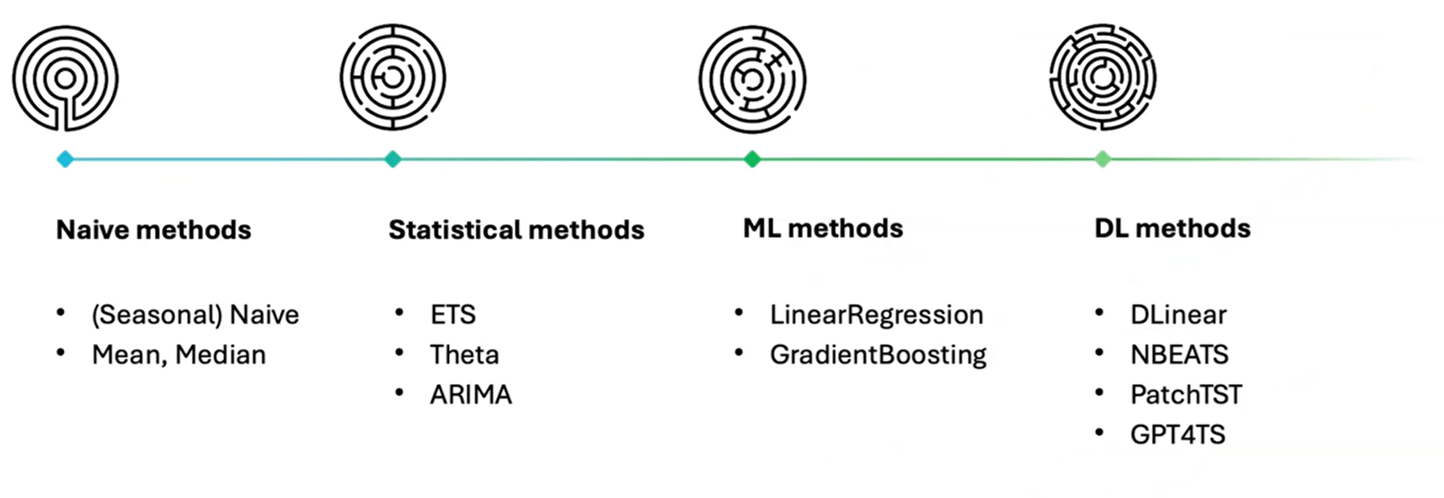 Naive methods
• (Seasonal) Naive
• Mean, Median
Statistical methods
• ETS
• Theta
• ARIMA
ML methods
• LinearRegression
• GradientBoosting
DL methods
• DLinear
• NBEATS
• PatchTST
• GPT4TS